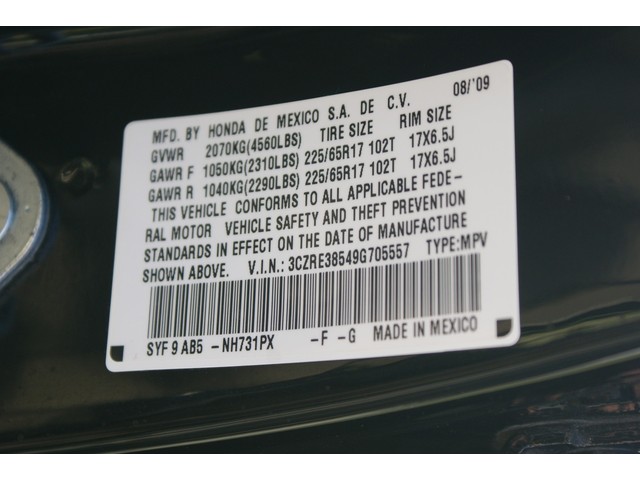 MFD. BY HONDA DE MEXICO S.A. DE C.V. 08/'09
GVWR 2070KG(4560LBS) TIRE SIZE RIM SIZE
GAWR F 1050KG(2310LBS) 225/65R17 102T 17X6.5J
GAWR R 1040KG(2290LBS) 225/65R17 102T 17X6.5J
THIS VEHICLE CONFORMS TO ALL APPLICABLE FEDE-
RAL MOTOR VEHICLE SAFETY AND THEFT PREVENTION
STANDARDS IN EFFECT ON THE DATE OF MANUFACTURE
SHOWN ABOVE. V.I.N.: 3CZRE38549G705557 TYPE:MPV
SYF 9 AB5 -NH731PX -F -G MADE IN MEXICO